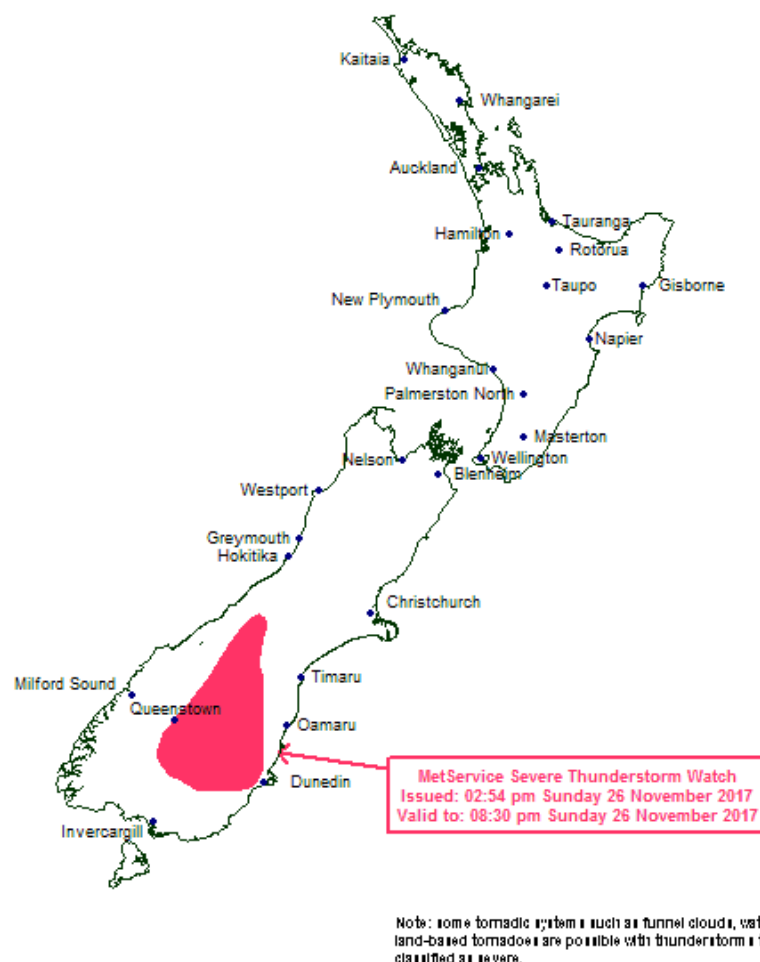 Kaitaia
Whangarei
Auckland
Tauranga
Hamilton
Rotorua
Taupo
Gisborne
New Plymouth
Napier
Whanganui
Palmerston North
Masterton
Wellington
Nelson
Blenheim
Westport
Greymouth
Hokitika
Christchurch
Timaru
Milford Sound
Queenstown
Oamaru
Dunedin
MetService Severe Thunderstorm Watch
Issued: 02:54 pm Sunday 26 November 2017
Valid to: 08:30 pm Sunday 26 November 2017
Invercargill
Note: some tornadic systems such as funnel clouds, wat
land-based tornadoes are possible with thunderstorms
classified as severe.